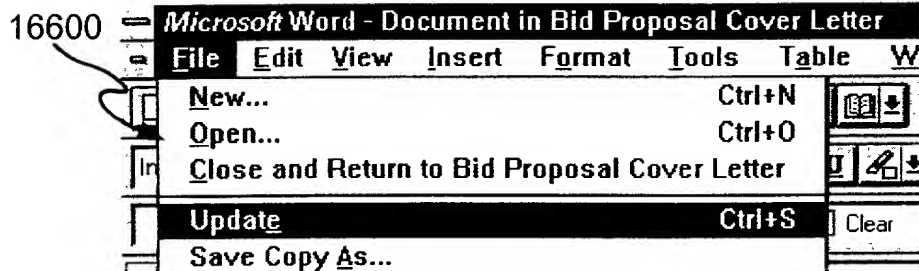 16600
Microsoft Word - Document in Bid Proposal Cover Letter
File Edit View Insert Format Tools Table W
New... Ctrl+N
Open... Ctrl+O
Close and Return to Bid Proposal Cover Letter
In U
Update Ctrl+S Clear
Save Copy As...